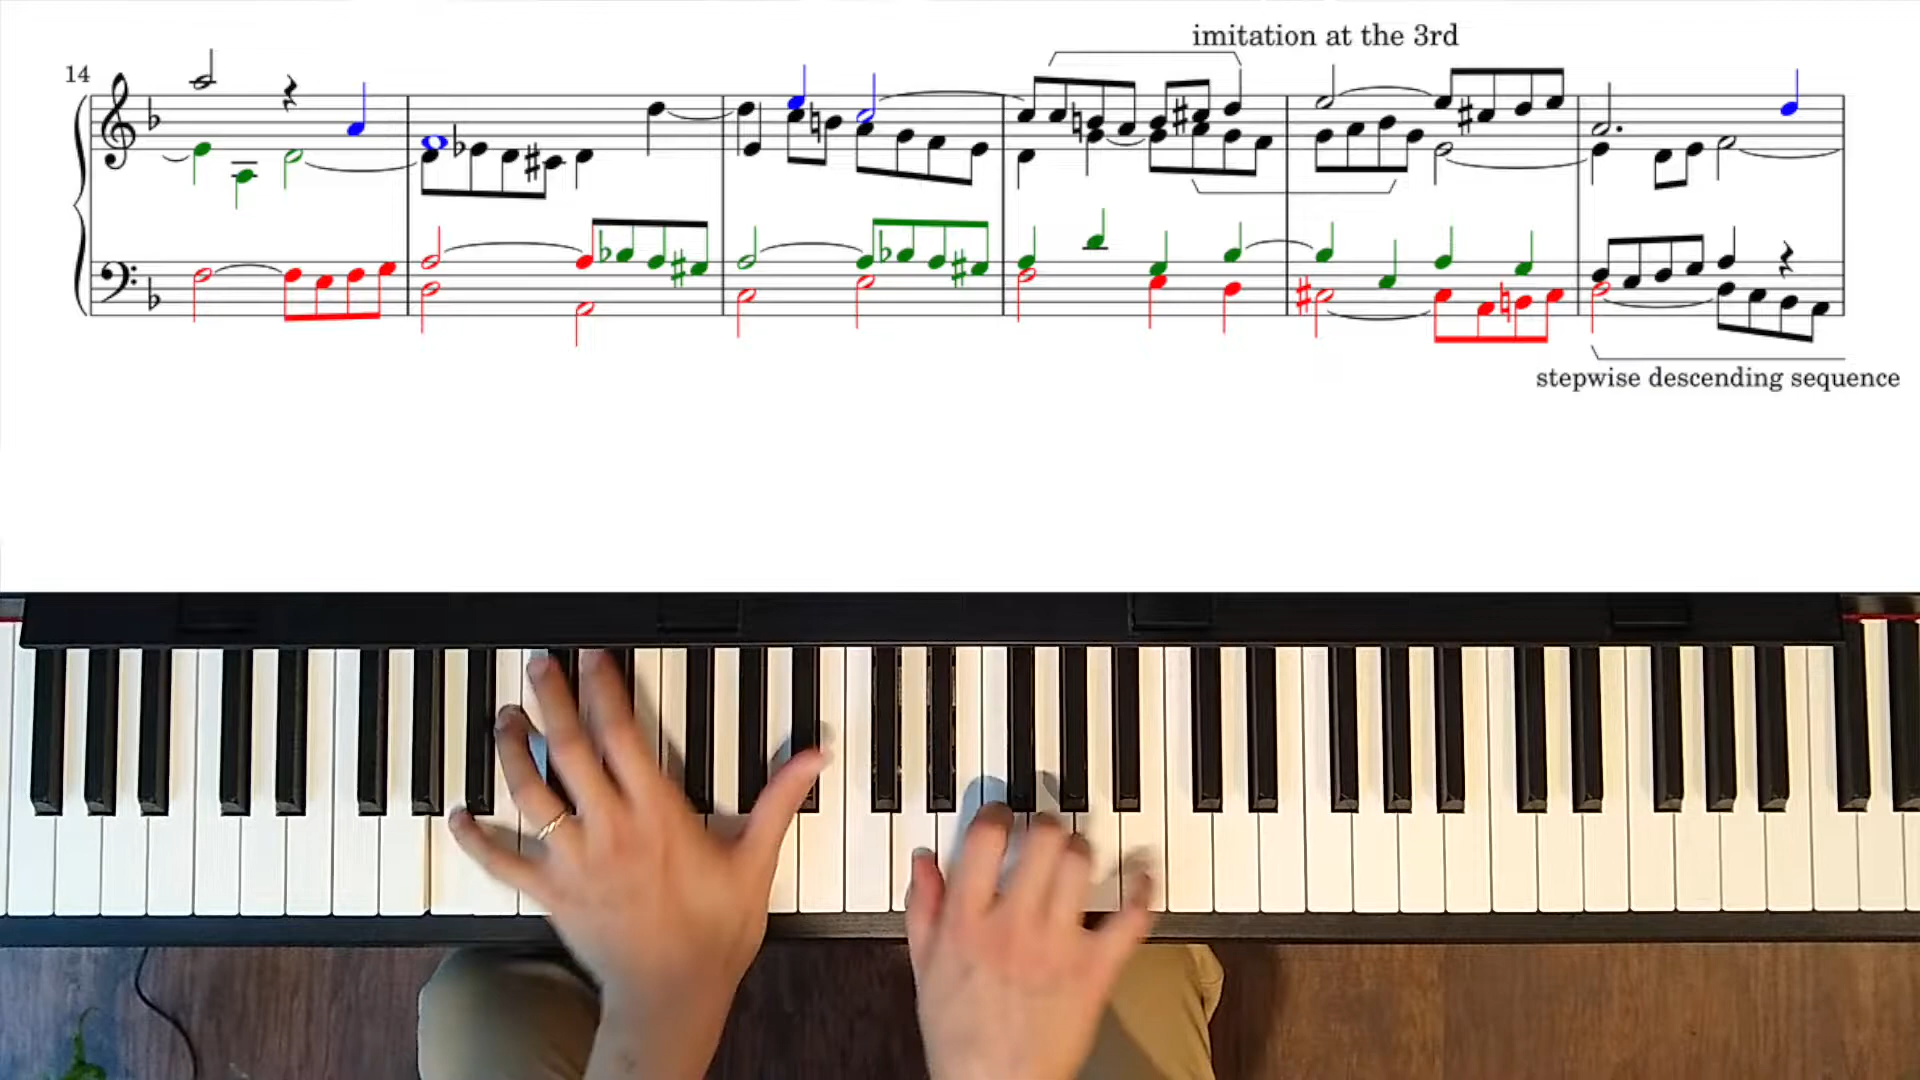 imitation at the 3rd
14
stepwise descending sequence